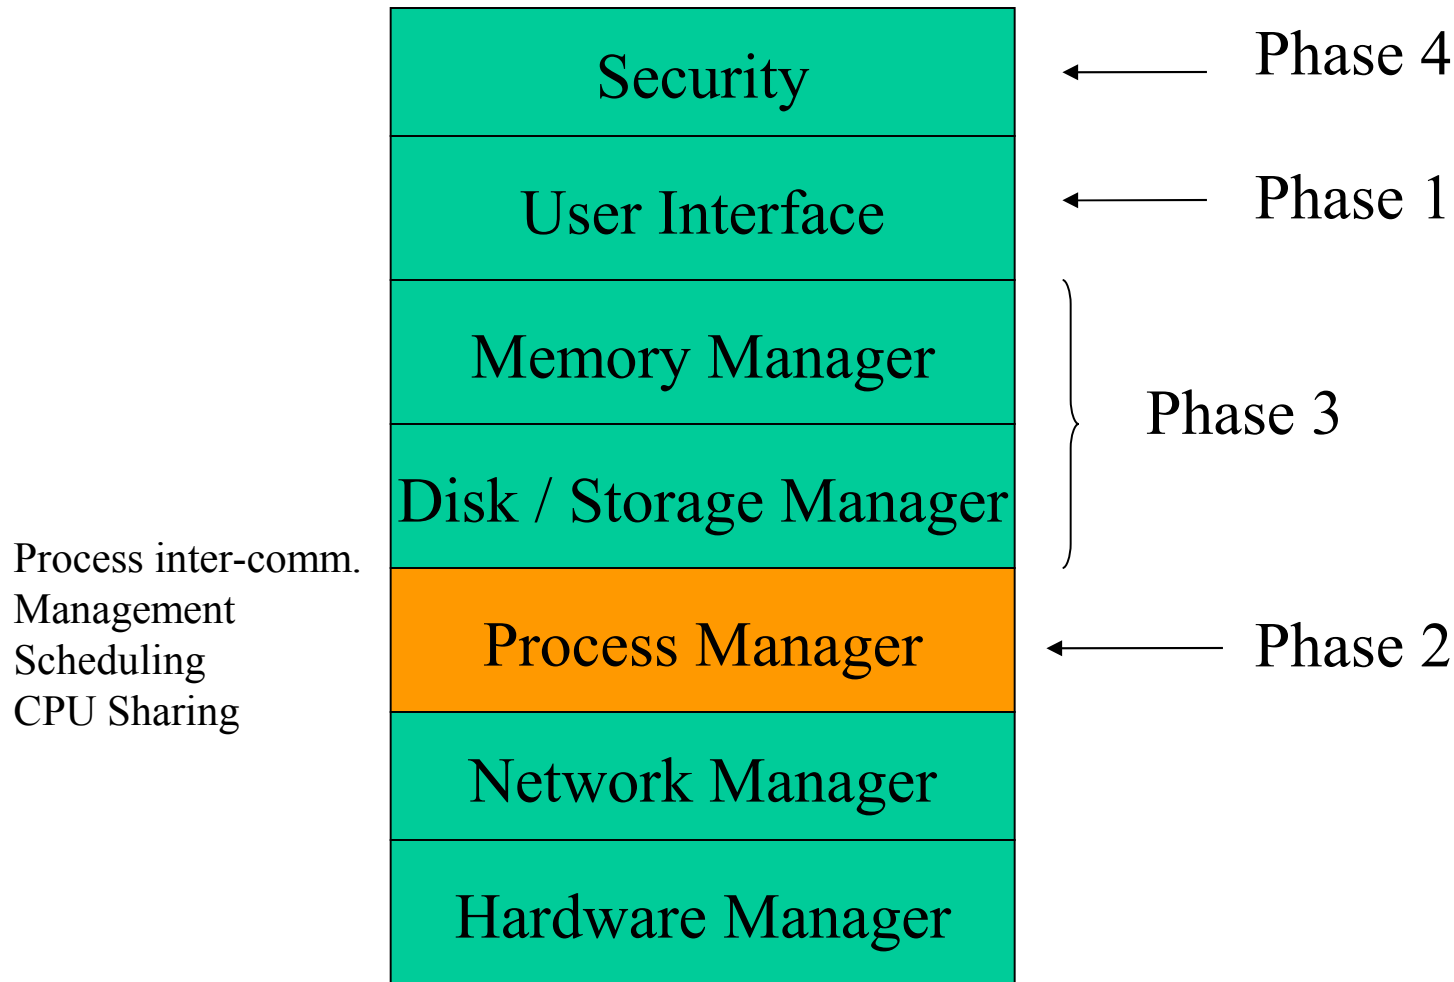 Security
Phase 4
User Interface
Phase 1
Memory Manager
Phase 3
Disk / Storage Manager
Process inter-comm.
Management
Scheduling
CPU Sharing
Process Manager
Phase 2
Network Manager
Hardware Manager